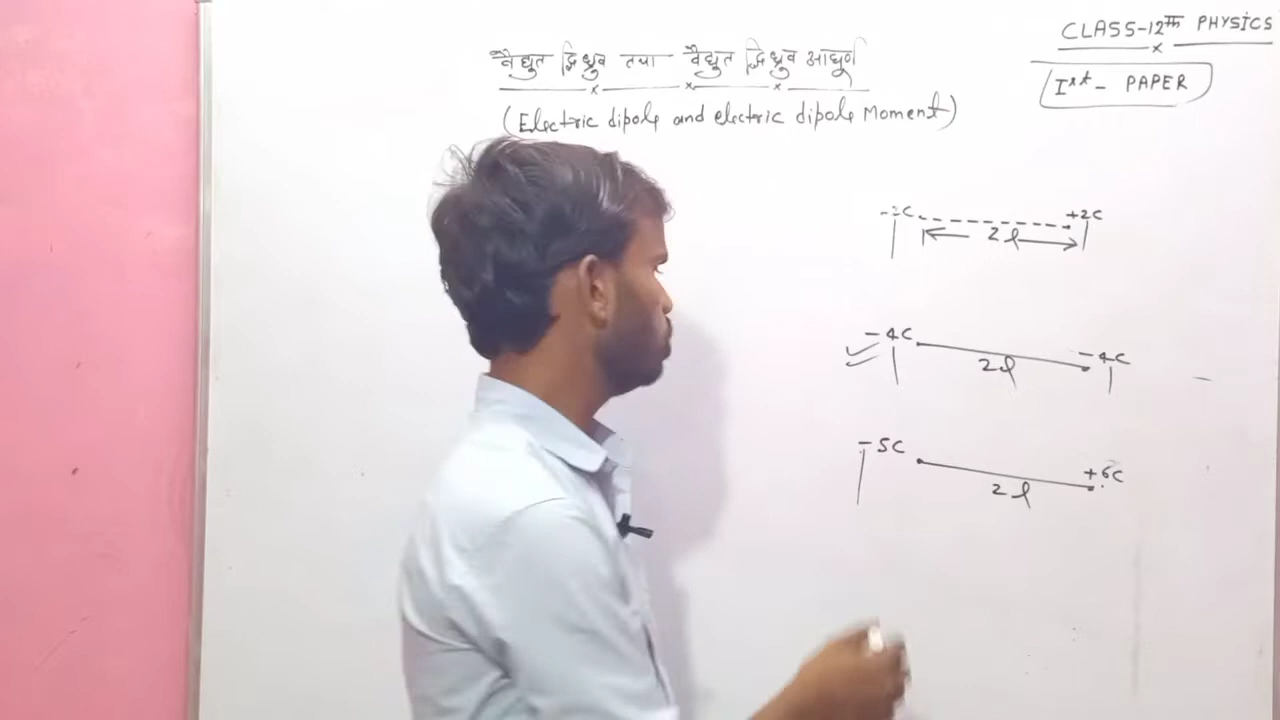 वैद्युत द्विध्रुव तथा वैद्युत द्विध्रुव आघूर्ण
(Electric dipole and electric dipole Moment)
CLASS-12th PHYSICS
Ist- PAPER
-2C +2C
2l
-4C -4C
2l
-5C +6C
2l